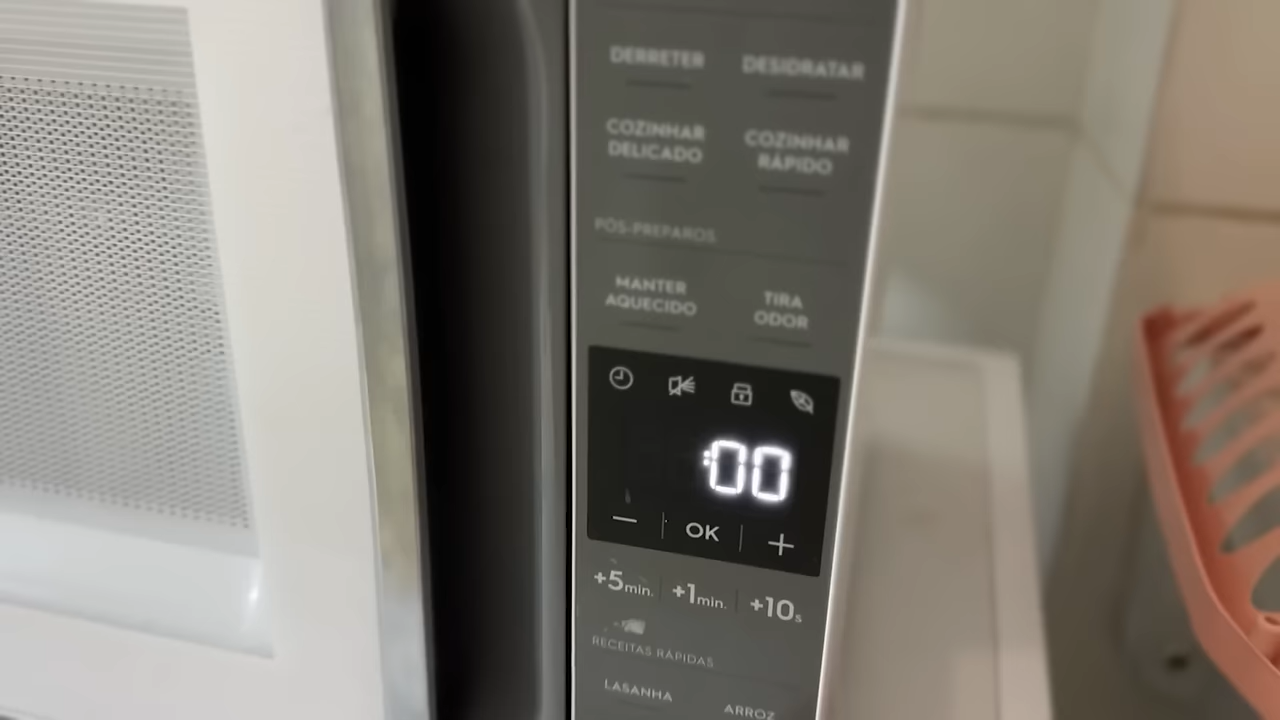 DERRETER DESIDRATAR
COZINHAR DELICADO
COZINHAR RÁPIDO
PÓS-PREPAROS
MANTER AQUECIDO
TIRA ODOR
:00
− OK +
+5min. +1min. +10s
RECEITAS RÁPIDAS
LASANHA ARROZ